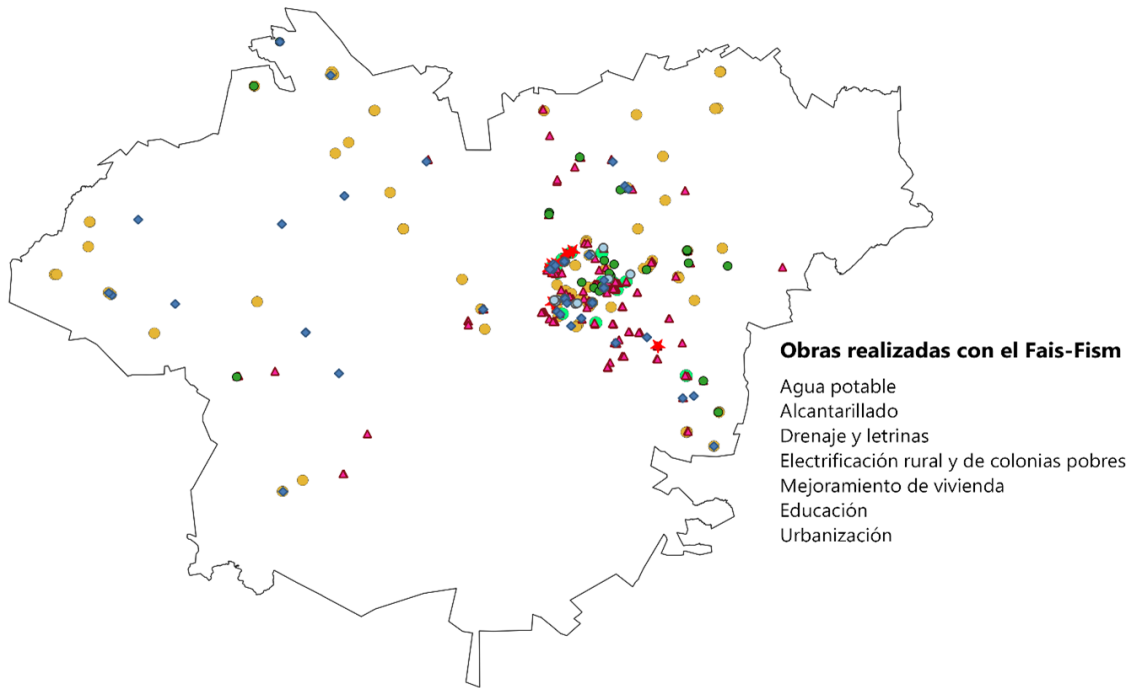 Obras realizadas con el Fais-Fism
Agua potable
Alcantarillado
Drenaje y letrinas
Electrificación rural y de colonias pobres
Mejoramiento de vivienda
Educación
Urbanización